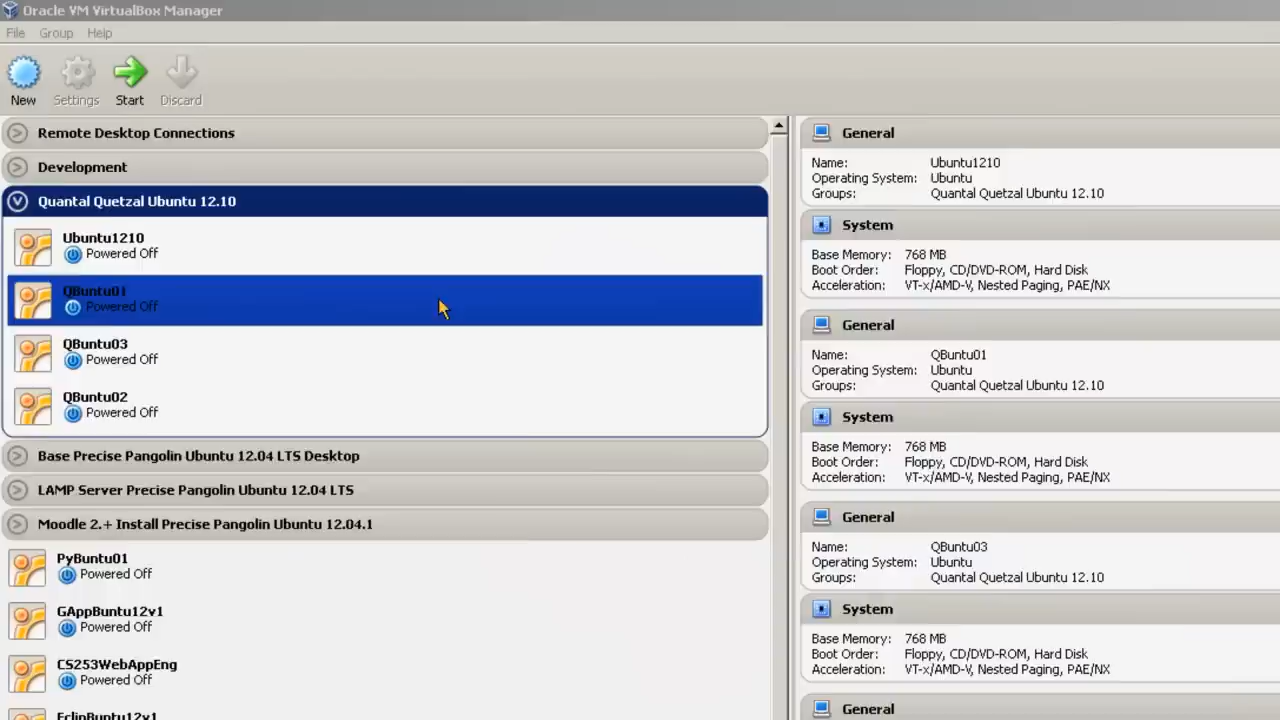 Oracle VM VirtualBox Manager
File Group Help
New Settings Start Discard
Remote Desktop Connections
Development
Quantal Quetzal Ubuntu 12.10
Ubuntu1210
Powered Off
QBuntu01
Powered Off
QBuntu03
Powered Off
QBuntu02
Powered Off
Base Precise Pangolin Ubuntu 12.04 LTS Desktop
LAMP Server Precise Pangolin Ubuntu 12.04 LTS
Moodle 2.+ Install Precise Pangolin Ubuntu 12.04.1
PyBuntu01
Powered Off
GAppBuntu12v1
Powered Off
CS253WebAppEng
Powered Off
EclipBuntu12v1
General
Name: Ubuntu1210
Operating System: Ubuntu
Groups: Quantal Quetzal Ubuntu 12.10
System
Base Memory: 768 MB
Boot Order: Floppy, CD/DVD-ROM, Hard Disk
Acceleration: VT-x/AMD-V, Nested Paging, PAE/NX
General
Name: QBuntu01
Operating System: Ubuntu
Groups: Quantal Quetzal Ubuntu 12.10
System
Base Memory: 768 MB
Boot Order: Floppy, CD/DVD-ROM, Hard Disk
Acceleration: VT-x/AMD-V, Nested Paging, PAE/NX
General
Name: QBuntu03
Operating System: Ubuntu
Groups: Quantal Quetzal Ubuntu 12.10
System
Base Memory: 768 MB
Boot Order: Floppy, CD/DVD-ROM, Hard Disk
Acceleration: VT-x/AMD-V, Nested Paging, PAE/NX
General